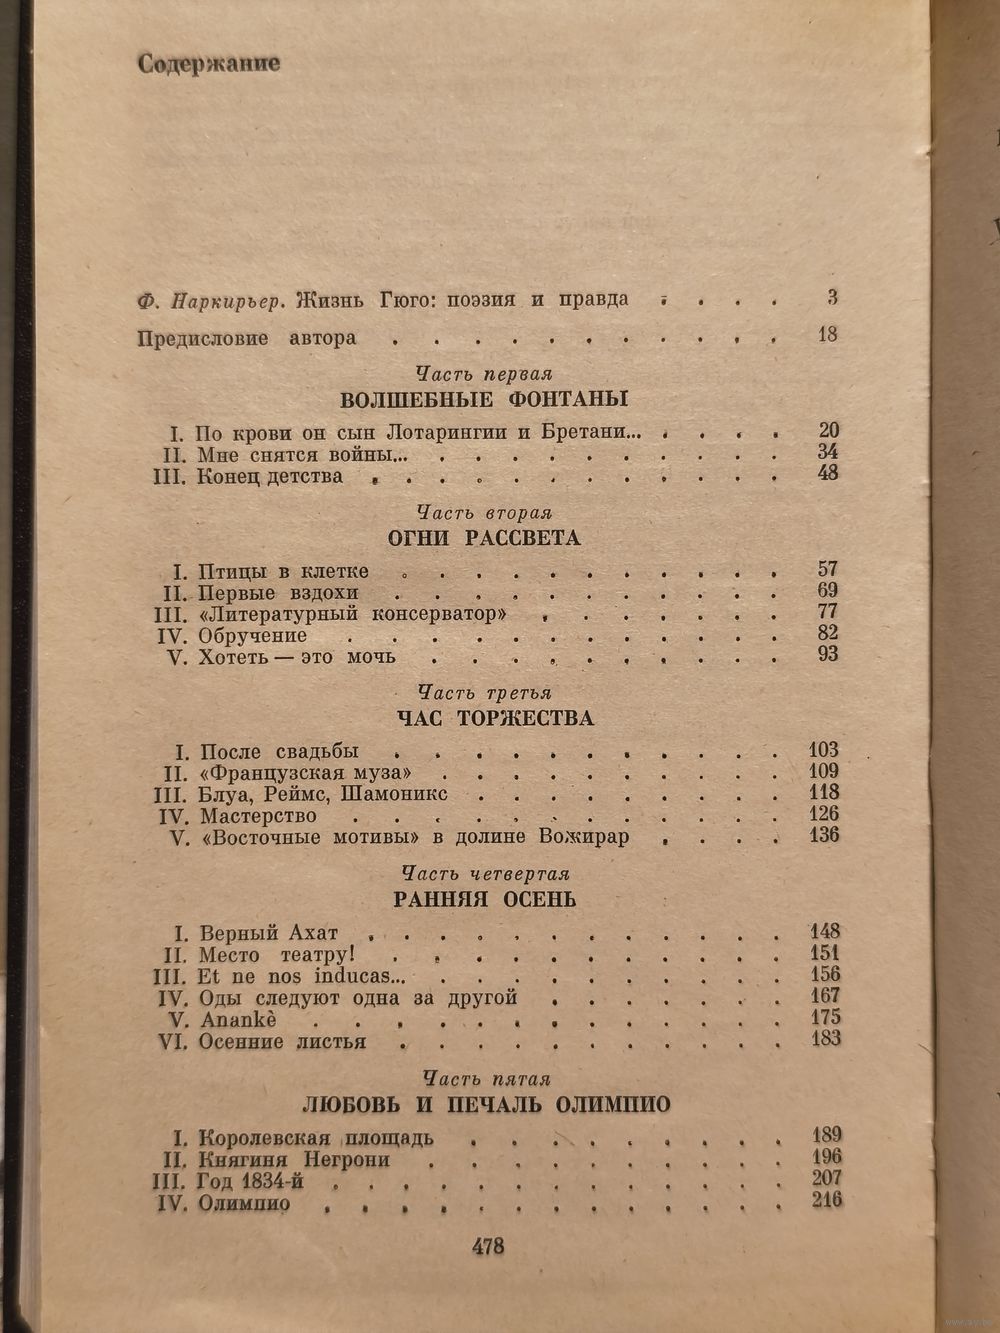 Содержание
Ф. Наркирьер. Жизнь Гюго: поэзия и правда . . . . 3
Предисловие автора . . . . . . . . . . . 18
Часть первая
ВОЛШЕБНЫЕ ФОНТАНЫ
I. По крови он сын Лотарингии и Бретани... . . . . 20
II. Мне снятся войны... . . . . . . . . . . 34
III. Конец детства . . . . . . . . . . . . 48
Часть вторая
ОГНИ РАССВЕТА
I. Птицы в клетке . . . . . . . . . . . 57
II. Первые вздохи . . . . . . . . . . . 69
III. «Литературный консерватор» . . . . . . . 77
IV. Обручение . . . . . . . . . . . . 82
V. Хотеть — это мочь . . . . . . . . . . 93
Часть третья
ЧАС ТОРЖЕСТВА
I. После свадьбы . . . . . . . . . . . 103
II. «Французская муза» . . . . . . . . . . 109
III. Блуа, Реймс, Шамоникс . . . . . . . . . 118
IV. Мастерство . . . . . . . . . . . . 126
V. «Восточные мотивы» в долине Вожирар . . . . 136
Часть четвертая
РАННЯЯ ОСЕНЬ
I. Верный Ахат . . . . . . . . . . . . 148
II. Место театру! . . . . . . . . . . . 151
III. Et ne nos inducas... . . . . . . . . . . 156
IV. Оды следуют одна за другой . . . . . . . 167
V. Anankè . . . . . . . . . . . . . 175
VI. Осенние листья . . . . . . . . . . . 183
Часть пятая
ЛЮБОВЬ И ПЕЧАЛЬ ОЛИМПИО
I. Королевская площадь . . . . . . . . . 189
II. Княгиня Негрони . . . . . . . . . . 196
III. Год 1834-й . . . . . . . . . . . . . 207
IV. Олимпио . . . . . . . . . . . . . 216
478